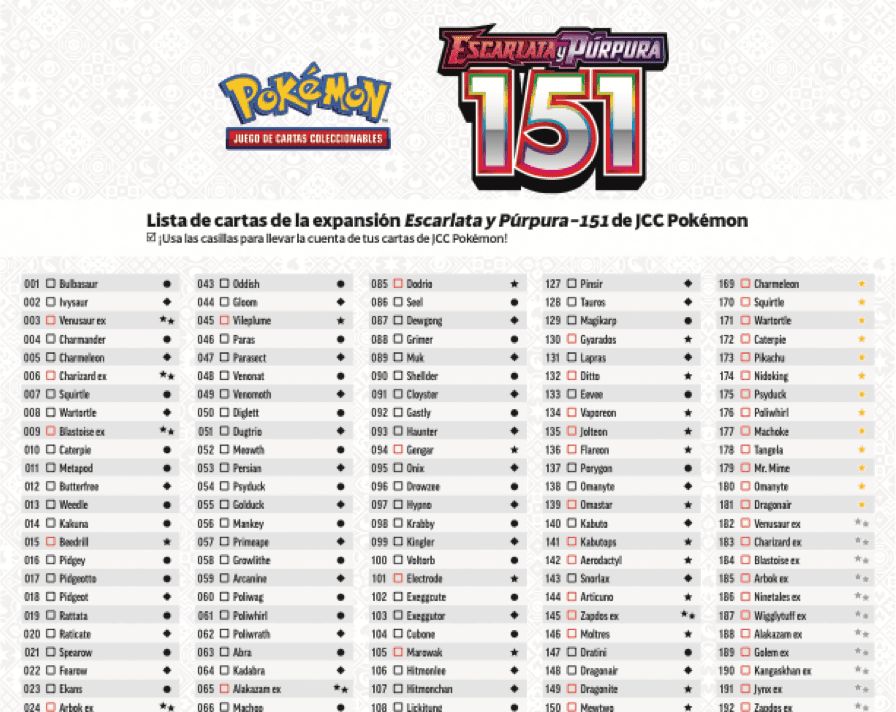 Pokémon
JUEGO DE CARTAS COLECCIONABLES
ESCARLATA y PÚRPURA
151
Lista de cartas de la expansión Escarlata y Púrpura–151 de JCC Pokémon
☑ ¡Usa las casillas para llevar la cuenta de tus cartas de JCC Pokémon!
001 ☐ Bulbasaur ●
002 ☐ Ivysaur ◆
003 ☐ Venusaur ex ★★
004 ☐ Charmander ●
005 ☐ Charmeleon ◆
006 ☐ Charizard ex ★★
007 ☐ Squirtle ●
008 ☐ Wartortle ◆
009 ☐ Blastoise ex ★★
010 ☐ Caterpie ●
011 ☐ Metapod ●
012 ☐ Butterfree ◆
013 ☐ Weedle ●
014 ☐ Kakuna ●
015 ☐ Beedrill ★
016 ☐ Pidgey ●
017 ☐ Pidgeotto ●
018 ☐ Pidgeot ◆
019 ☐ Rattata ●
020 ☐ Raticate ◆
021 ☐ Spearow ●
022 ☐ Fearow ◆
023 ☐ Ekans ●
024 ☐ Arbok ex ★★
043 ☐ Oddish ●
044 ☐ Gloom ◆
045 ☐ Vileplume ★
046 ☐ Paras ●
047 ☐ Parasect ◆
048 ☐ Venonat ●
049 ☐ Venomoth ◆
050 ☐ Diglett ●
051 ☐ Dugtrio ◆
052 ☐ Meowth ●
053 ☐ Persian ◆
054 ☐ Psyduck ●
055 ☐ Golduck ◆
056 ☐ Mankey ●
057 ☐ Primeape ◆
058 ☐ Growlithe ●
059 ☐ Arcanine ◆
060 ☐ Poliwag ●
061 ☐ Poliwhirl ●
062 ☐ Poliwrath ◆
063 ☐ Abra ●
064 ☐ Kadabra ◆
065 ☐ Alakazam ex ★★
066 ☐ Machop ●
085 ☐ Dodrio ★
086 ☐ Seel ●
087 ☐ Dewgong ◆
088 ☐ Grimer ●
089 ☐ Muk ◆
090 ☐ Shellder ●
091 ☐ Cloyster ◆
092 ☐ Gastly ●
093 ☐ Haunter ◆
094 ☐ Gengar ★
095 ☐ Onix ◆
096 ☐ Drowzee ●
097 ☐ Hypno ◆
098 ☐ Krabby ●
099 ☐ Kingler ◆
100 ☐ Voltorb ●
101 ☐ Electrode ★
102 ☐ Exeggcute ●
103 ☐ Exeggutor ◆
104 ☐ Cubone ●
105 ☐ Marowak ★
106 ☐ Hitmonlee ◆
107 ☐ Hitmonchan ◆
108 ☐ Lickitung ●
127 ☐ Pinsir ◆
128 ☐ Tauros ◆
129 ☐ Magikarp ●
130 ☐ Gyarados ★
131 ☐ Lapras ◆
132 ☐ Ditto ★
133 ☐ Eevee ●
134 ☐ Vaporeon ★
135 ☐ Jolteon ★
136 ☐ Flareon ★
137 ☐ Porygon ●
138 ☐ Omanyte ◆
139 ☐ Omastar ★
140 ☐ Kabuto ◆
141 ☐ Kabutops ★
142 ☐ Aerodactyl ★
143 ☐ Snorlax ◆
144 ☐ Articuno ★
145 ☐ Zapdos ex ★★
146 ☐ Moltres ★
147 ☐ Dratini ●
148 ☐ Dragonair ◆
149 ☐ Dragonite ★
150 ☐ Mewtwo ★
169 ☐ Charmeleon ★
170 ☐ Squirtle ★
171 ☐ Wartortle ★
172 ☐ Caterpie ★
173 ☐ Pikachu ★
174 ☐ Nidoking ★
175 ☐ Psyduck ★
176 ☐ Poliwhirl ★
177 ☐ Machoke ★
178 ☐ Tangela ★
179 ☐ Mr. Mime ★
180 ☐ Omanyte ★
181 ☐ Dragonair ★
182 ☐ Venusaur ex ★★
183 ☐ Charizard ex ★★
184 ☐ Blastoise ex ★★
185 ☐ Arbok ex ★★
186 ☐ Ninetales ex ★★
187 ☐ Wigglytuff ex ★★
188 ☐ Alakazam ex ★★
189 ☐ Golem ex ★★
190 ☐ Kangaskhan ex ★★
191 ☐ Jynx ex ★★
192 ☐ Zapdos ex ★★